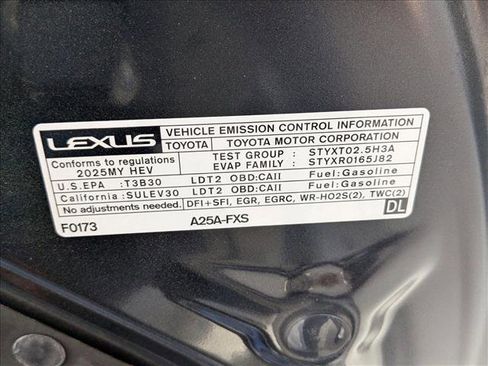 LEXUS VEHICLE EMISSION CONTROL INFORMATION
TOYOTA TOYOTA MOTOR CORPORATION
Conforms to regulations TEST GROUP : STYXT02.5H3A
2025MY HEV EVAP FAMILY : STYXR0165J82
U.S.EPA : T3B30 LDT2 OBD:CAII Fuel:Gasoline
California : SULEV30 LDT2 OBD:CAII Fuel:Gasoline
No adjustments needed. DFI+SFI, EGR, EGRC, WR-HO2S(2), TWC(2)
F0173 A25A-FXS DL